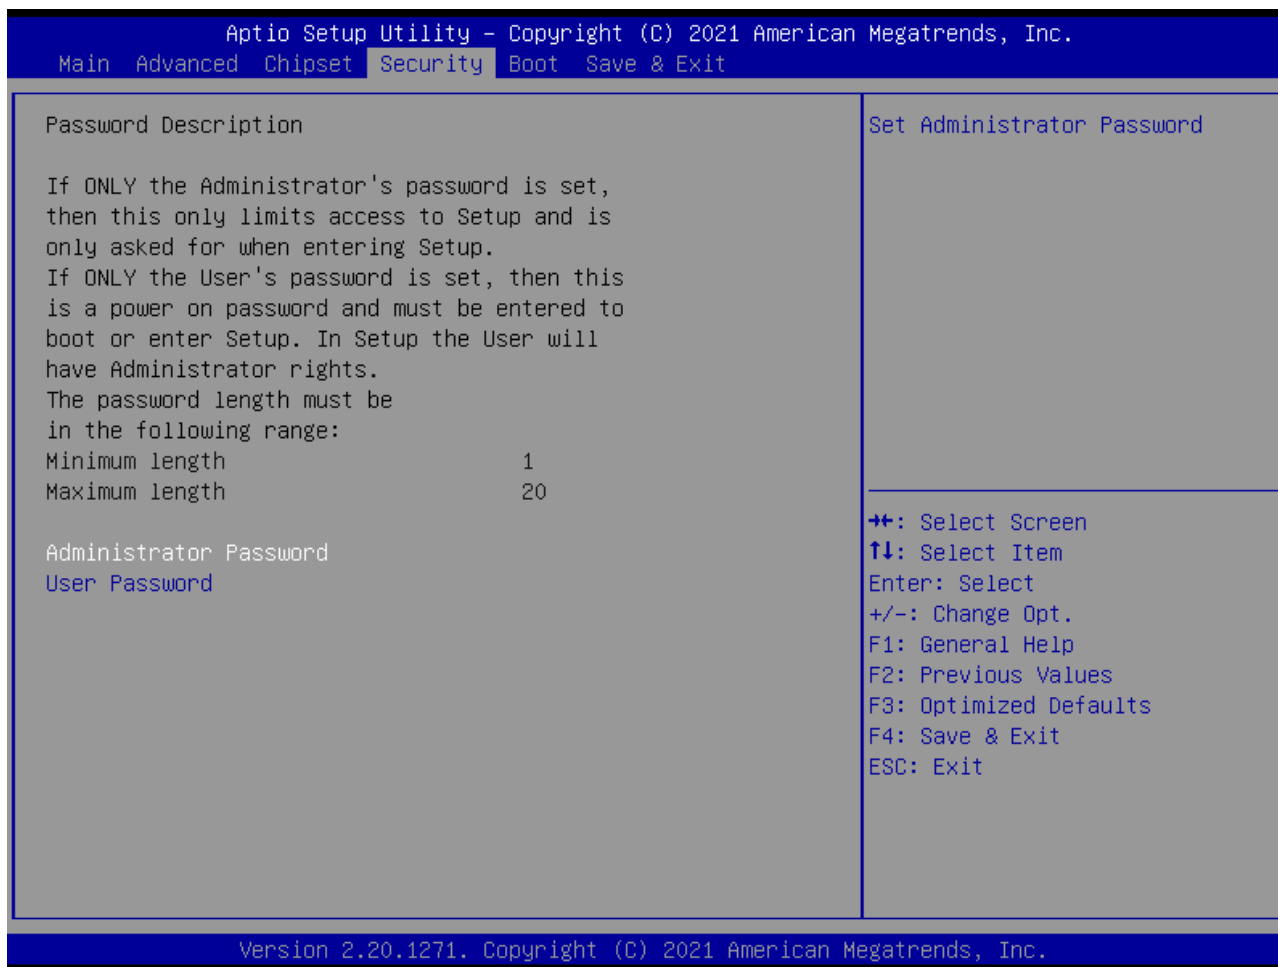 Aptio Setup Utility – Copyright (C) 2021 American Megatrends, Inc.
Main Advanced Chipset Security Boot Save & Exit
Password Description
If ONLY the Administrator's password is set,
then this only limits access to Setup and is
only asked for when entering Setup.
If ONLY the User's password is set, then this
is a power on password and must be entered to
boot or enter Setup. In Setup the User will
have Administrator rights.
The password length must be
in the following range:
Minimum length 1
Maximum length 20
Administrator Password
User Password
Set Administrator Password
→←: Select Screen
↑↓: Select Item
Enter: Select
+/-: Change Opt.
F1: General Help
F2: Previous Values
F3: Optimized Defaults
F4: Save & Exit
ESC: Exit
Version 2.20.1271. Copyright (C) 2021 American Megatrends, Inc.